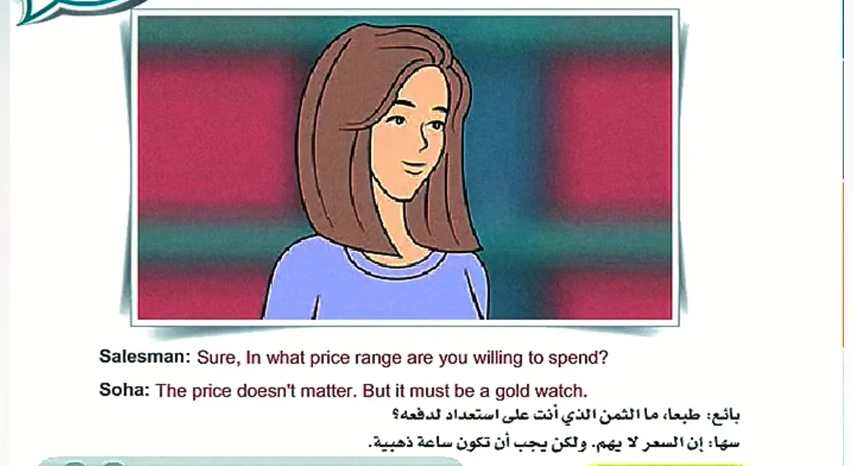 Salesman: Sure, In what price range are you willing to spend?
Soha: The price doesn't matter. But it must be a gold watch.
بائع: طبعا، ما الثمن الذي أنت على استعداد لدفعه؟
سها: إن السعر لا يهم. ولكن يجب أن تكون ساعة ذهبية.